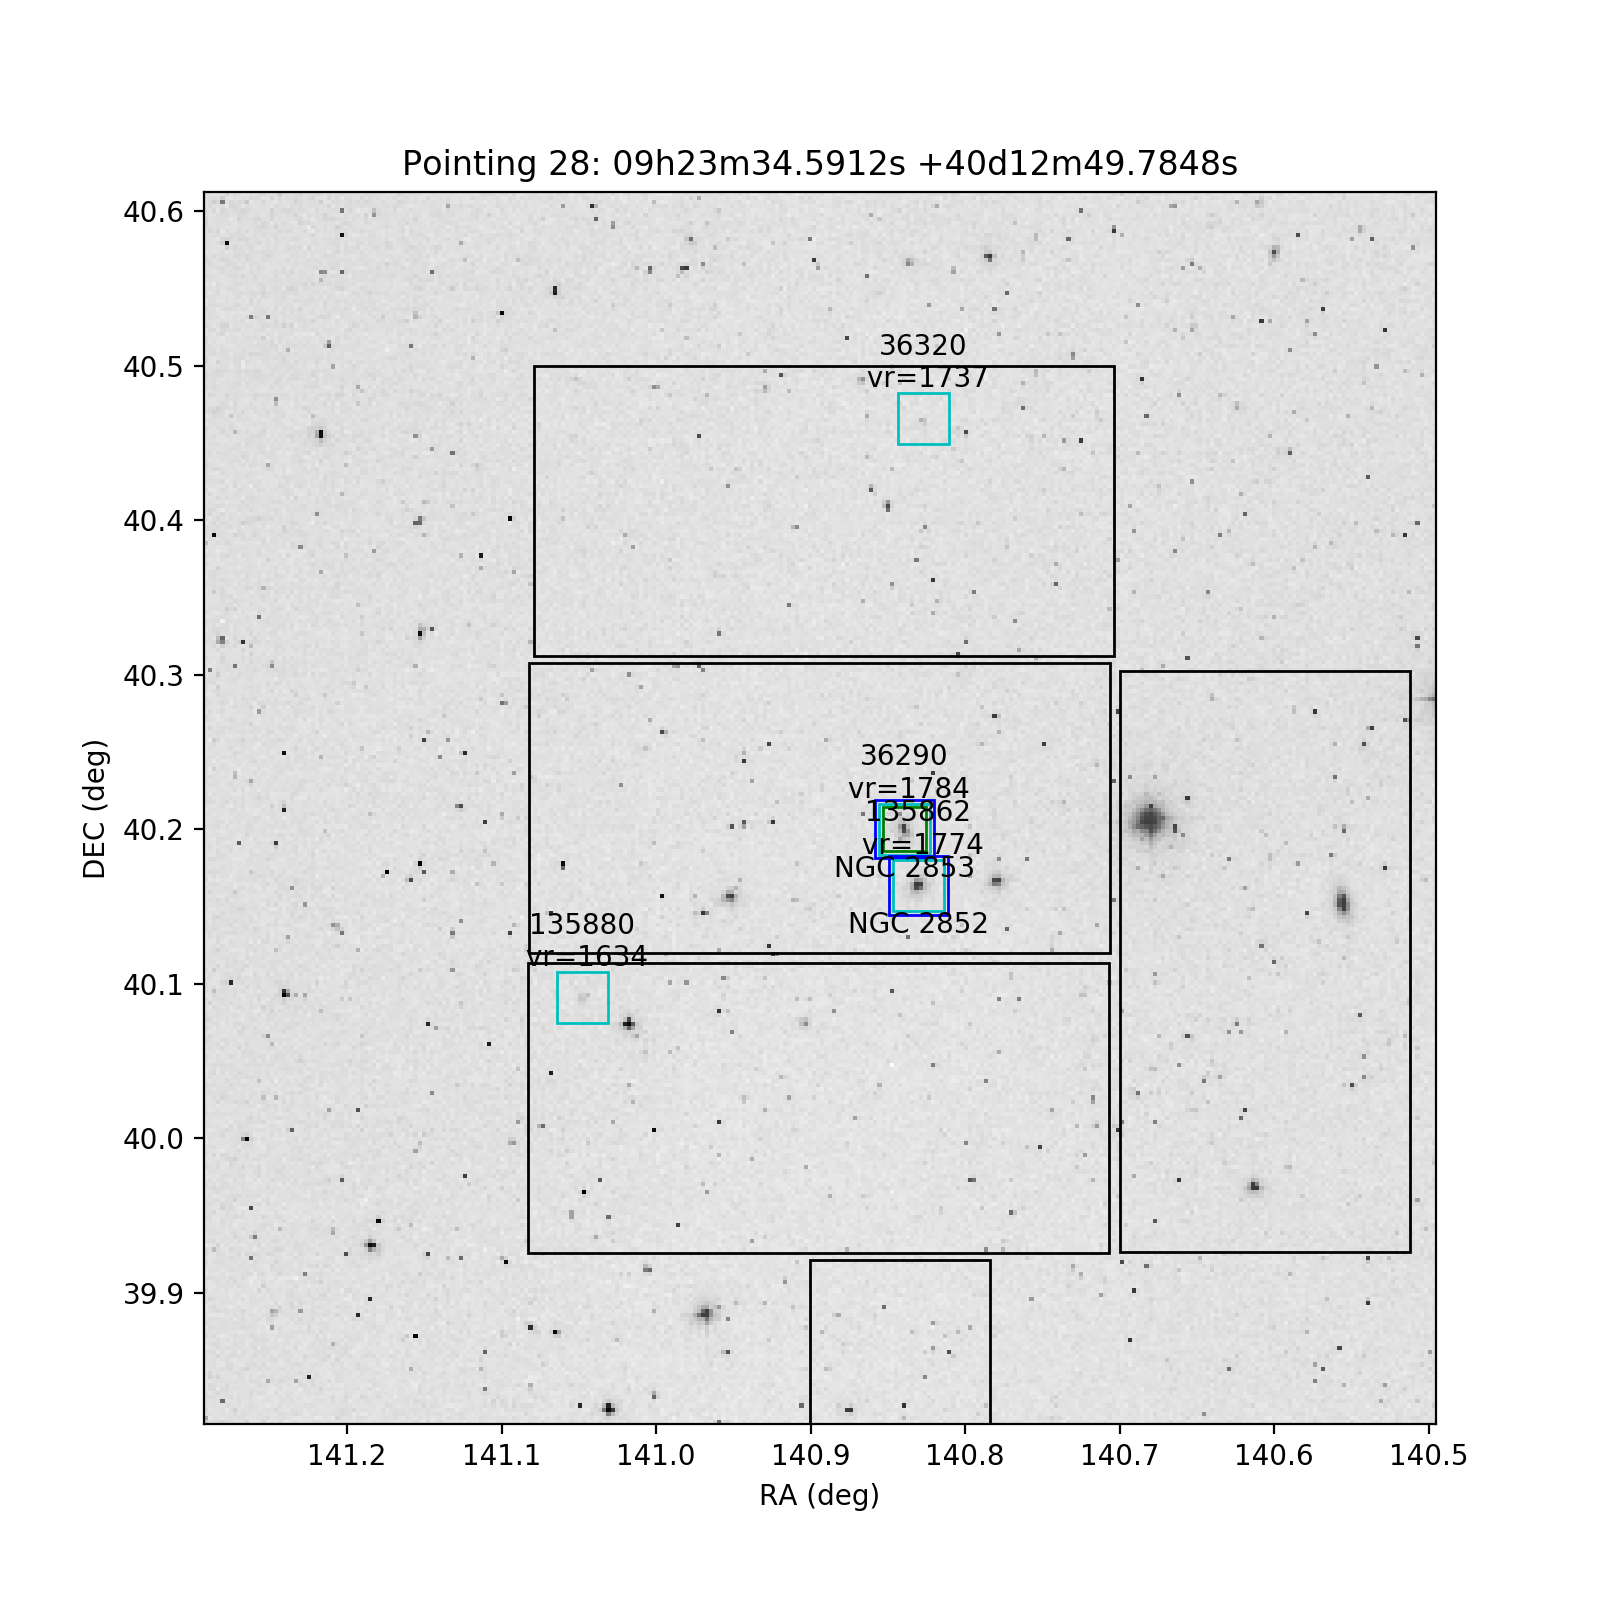 Pointing 28: 09h23m34.5912s +40d12m49.7848s
40.6
40.5
40.4
40.3
40.2
40.1
40.0
39.9
DEC (deg)
36320
vr=1737
36290
vr=1784
135862
vr=1774
NGC 2853
NGC 2852
135880
vr=1634
141.2 141.1 141.0 140.9 140.8 140.7 140.6 140.5
RA (deg)